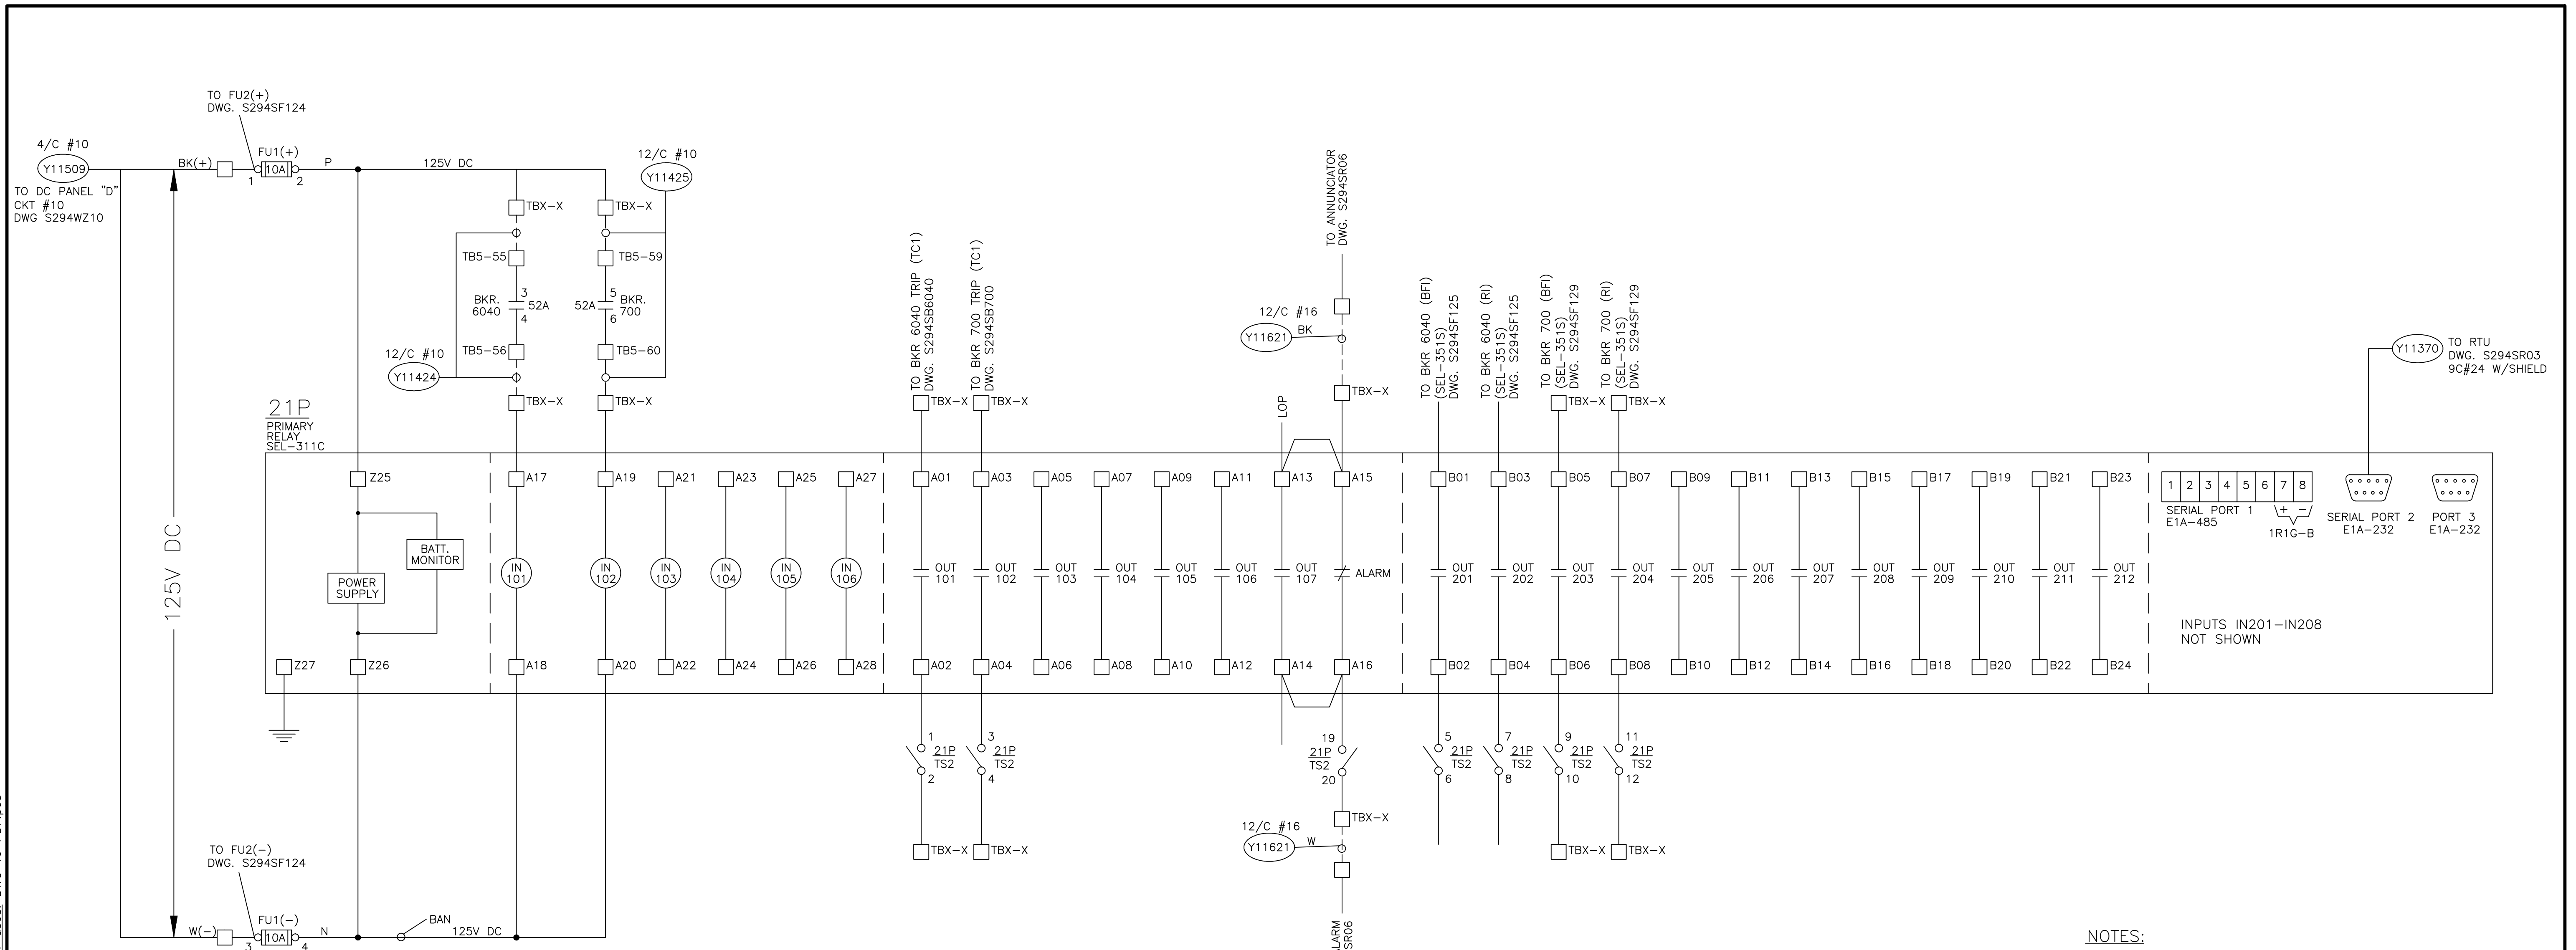 TO FU2(+)
DWG. S294SF124
4/C #10
Y11509
TO DC PANEL "D"
CKT #10
DWG S294WZ10
BK(+)
FU1(+)
10A
1
2
P
125V DC
12/C #10
Y11425
TBX-X
TBX-X
TB5-55
TB5-59
BKR.
6040
3
52A
4
52A
5
BKR.
700
6
TB5-56
TB5-60
12/C #10
Y11424
TBX-X
TBX-X
TO BKR 6040 TRIP (TC1)
DWG. S294SB6040
TO BKR 700 TRIP (TC1)
DWG. S294SB700
TBX-X
TBX-X
TO ANNUNCIATOR
DWG. S294SR06
12/C #16
Y11621
BK
TBX-X
LOP
TO BKR 6040 (BFI)
(SEL-351S)
DWG. S294SF125
TO BKR 6040 (RI)
(SEL-351S)
DWG. S294SF125
TO BKR 700 (BFI)
(SEL-351S)
DWG. S294SF129
TO BKR 700 (RI)
(SEL-351S)
DWG. S294SF129
TBX-X
TBX-X
Y11370
TO RTU
DWG. S294SR03
9C#24 W/SHIELD
125V DC
21P
PRIMARY
RELAY
SEL-311C
Z25
A17
A19
A21
A23
A25
A27
A01
A03
A05
A07
A09
A11
A13
A15
B01
B03
B05
B07
B09
B11
B13
B15
B17
B19
B21
B23
1 2 3 4 5 6 7 8
SERIAL PORT 1
E1A-485
+ -
1R1G-B
SERIAL PORT 2
E1A-232
PORT 3
E1A-232
BATT.
MONITOR
POWER
SUPPLY
IN
101
IN
102
IN
103
IN
104
IN
105
IN
106
OUT
101
OUT
102
OUT
103
OUT
104
OUT
105
OUT
106
OUT
107
ALARM
OUT
201
OUT
202
OUT
203
OUT
204
OUT
205
OUT
206
OUT
207
OUT
208
OUT
209
OUT
210
OUT
211
OUT
212
INPUTS IN201-IN208
NOT SHOWN
Z27
Z26
A18
A20
A22
A24
A26
A28
A02
A04
A06
A08
A10
A12
A14
A16
B02
B04
B06
B08
B10
B12
B14
B16
B18
B20
B22
B24
1
21P
TS2
2
3
21P
TS2
4
19
21P
TS2
20
5
21P
TS2
6
7
21P
TS2
8
9
21P
TS2
10
11
21P
TS2
12
TBX-X
TBX-X
TBX-X
12/C #16
Y11621
W
TBX-X
TBX-X
ALARM
SR06
TO FU2(-)
DWG. S294SF124
W(-)
FU1(-)
10A
3
4
N
BAN
125V DC
NOTES: